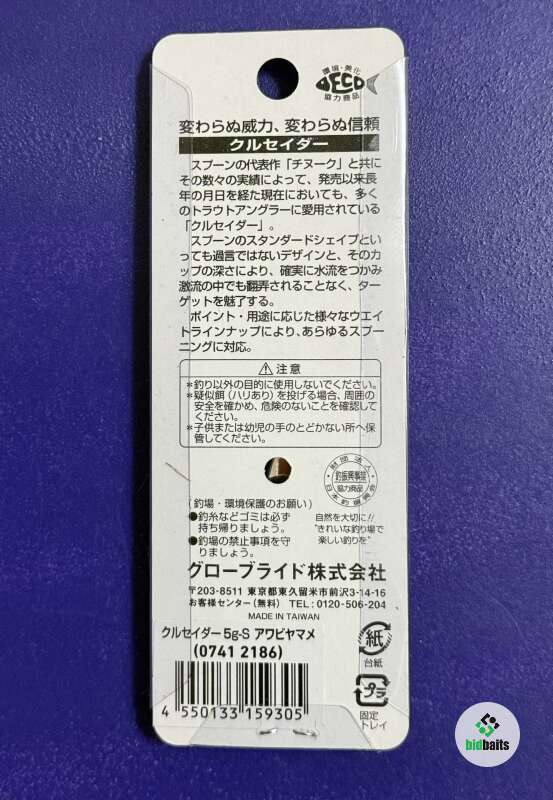 環境・美化
DECO
協力商品
変わらぬ威力、変わらぬ信頼
クルセイダー
スプーンの代表作「チヌーク」と共に
その数々の実績によって、発売以来長
年の月日を経た現在においても、多く
のトラウトアングラーに愛用されている
「クルセイダー」。
スプーンのスタンダードシェイプとい
っても過言ではないデザインと、そのカ
ップの深さにより、確実に水流をつかみ
激流の中でも翻弄されることなく、ター
ゲットを魅了する。
ポイント・用途に応じた様々なウエイ
トラインナップにより、あらゆるスプー
ニングに対応。
注意
*釣り以外の目的に使用しないでください。
*疑似餌(ハリあり)を投げる場合、周囲の
安全を確かめ、危険のないことを確認して
ください。
*子供または幼児の手のとどかない所へ保
管してください。
財団法人
釣振興事業
協力商品
日本釣振興会
(釣場・環境保護のお願い)
●釣糸などゴミは必ず
持ち帰りましょう。
●釣場の禁止事項を守
りましょう。
自然を大切に!!
"きれいな釣り場で
楽しい釣りを"
グローブライド株式会社
〒203-8511 東京都東久留米市前沢3-14-16
お客様センター(無料) TEL:0120-506-204
MADE IN TAIWAN
クルセイダー 5g-S アワビヤマメ
(0741 2186)
4 550133 159305
紙
台紙
プラ
固定
トレイ
bidbaits